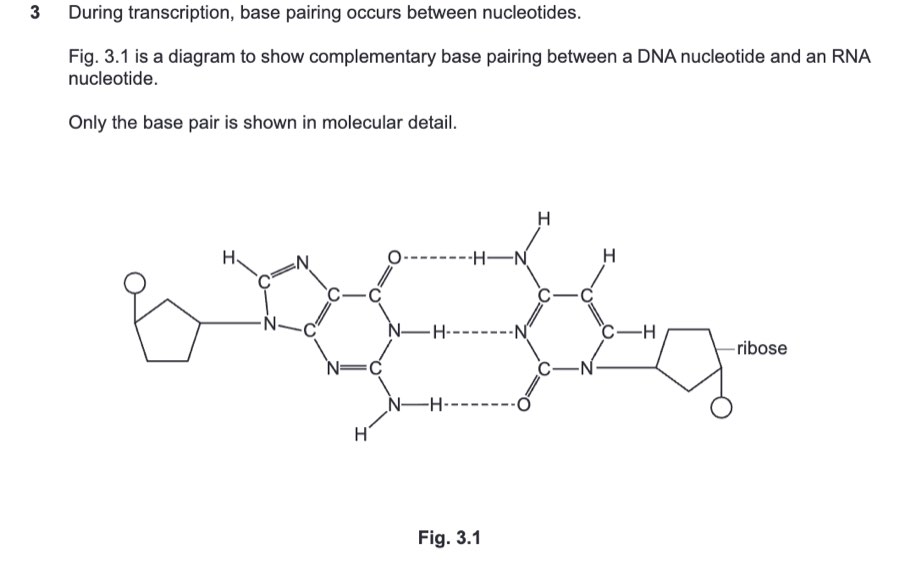 3 During transcription, base pairing occurs between nucleotides.
Fig. 3.1 is a diagram to show complementary base pairing between a DNA nucleotide and an RNA
nucleotide.
Only the base pair is shown in molecular detail.
H
H N O H N H
C C C C C
N C N H N C H
ribose
N C C N
N H O
H
Fig. 3.1